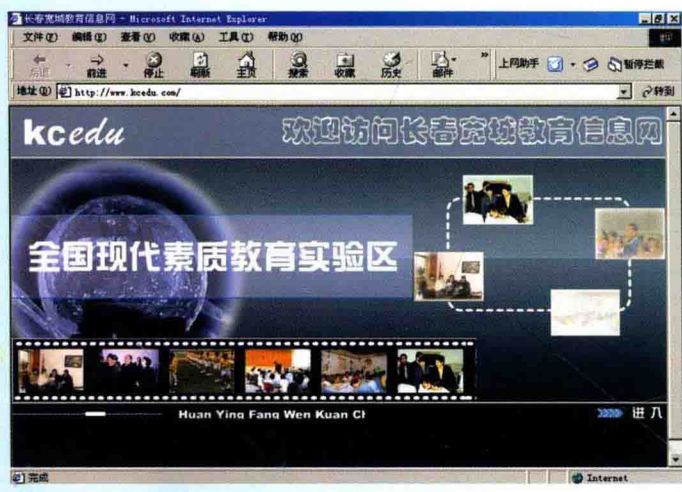 长春宽城教育信息网 - Microsoft Internet Explorer
文件(F) 编辑(E) 查看(V) 收藏(A) 工具(T) 帮助(H)
后退 前进 停止 刷新 主页 搜索 收藏 历史 邮件 » 上网助手 暂停拦截
地址(D) http://www.kcedu.com/ 转到
kcedu 欢迎访问长春宽城教育信息网
全国现代素质教育实验区
Huan Ying Fang Wen Kuan Ch
进入
完成 Internet